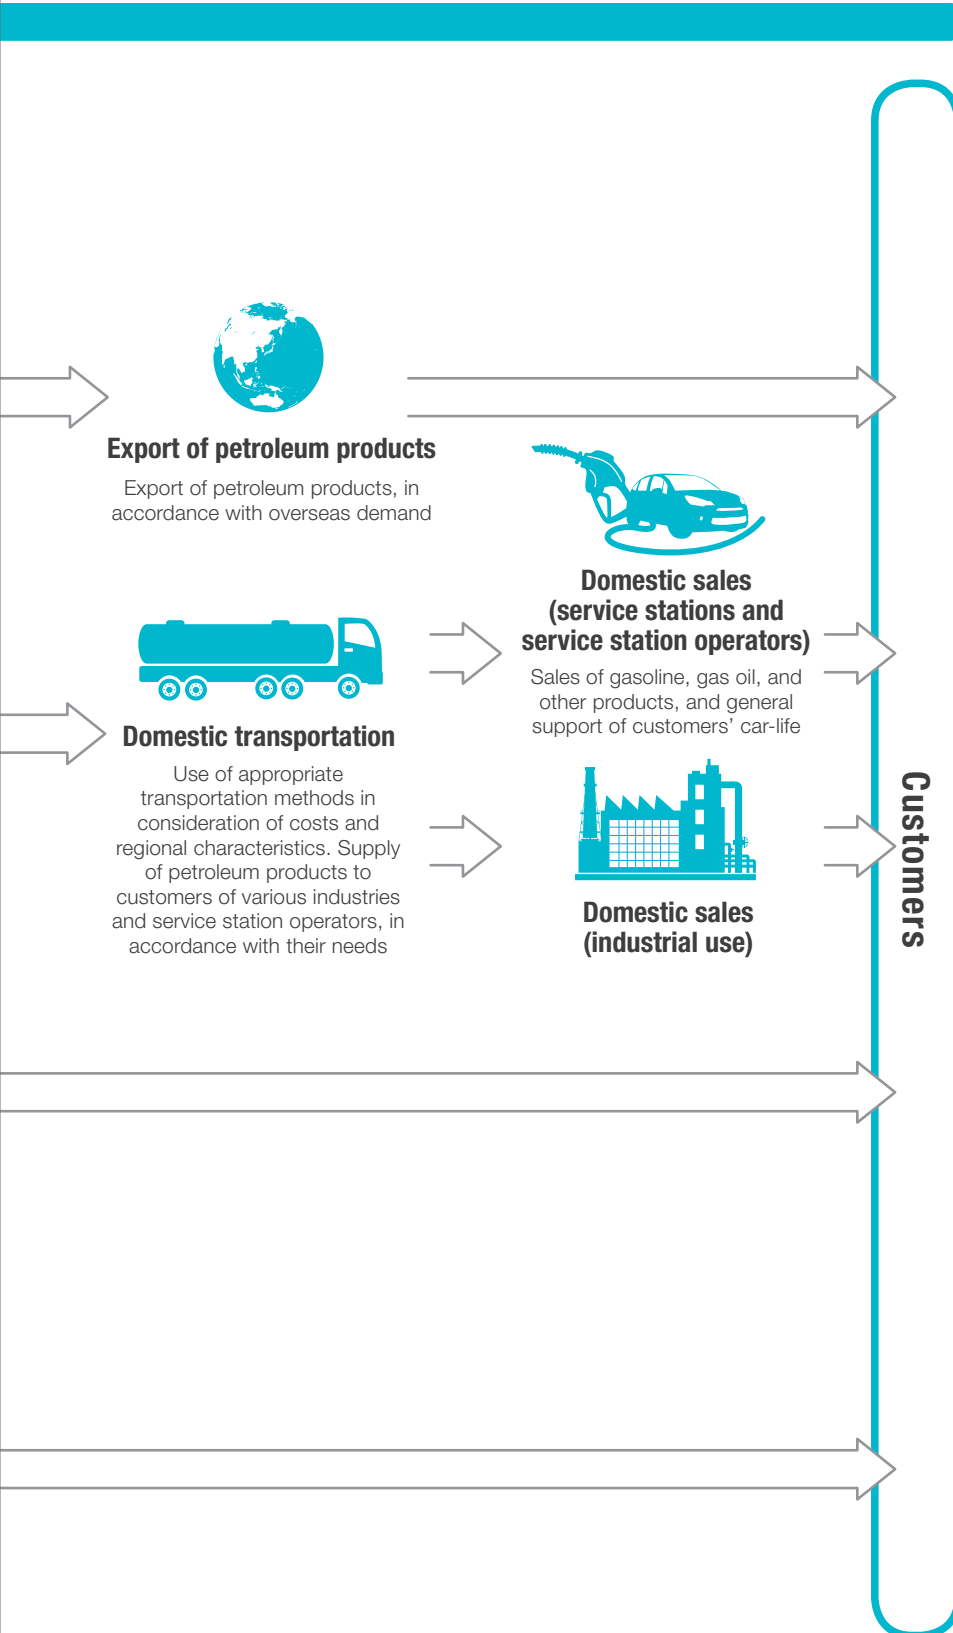 Export of petroleum products
Export of petroleum products, in
accordance with overseas demand
Domestic sales
(service stations and
service station operators)
Sales of gasoline, gas oil, and
other products, and general
support of customers’ car-life
Domestic transportation
Use of appropriate
transportation methods in
consideration of costs and
regional characteristics. Supply
of petroleum products to
customers of various industries
and service station operators, in
accordance with their needs
Domestic sales
(industrial use)
Customers